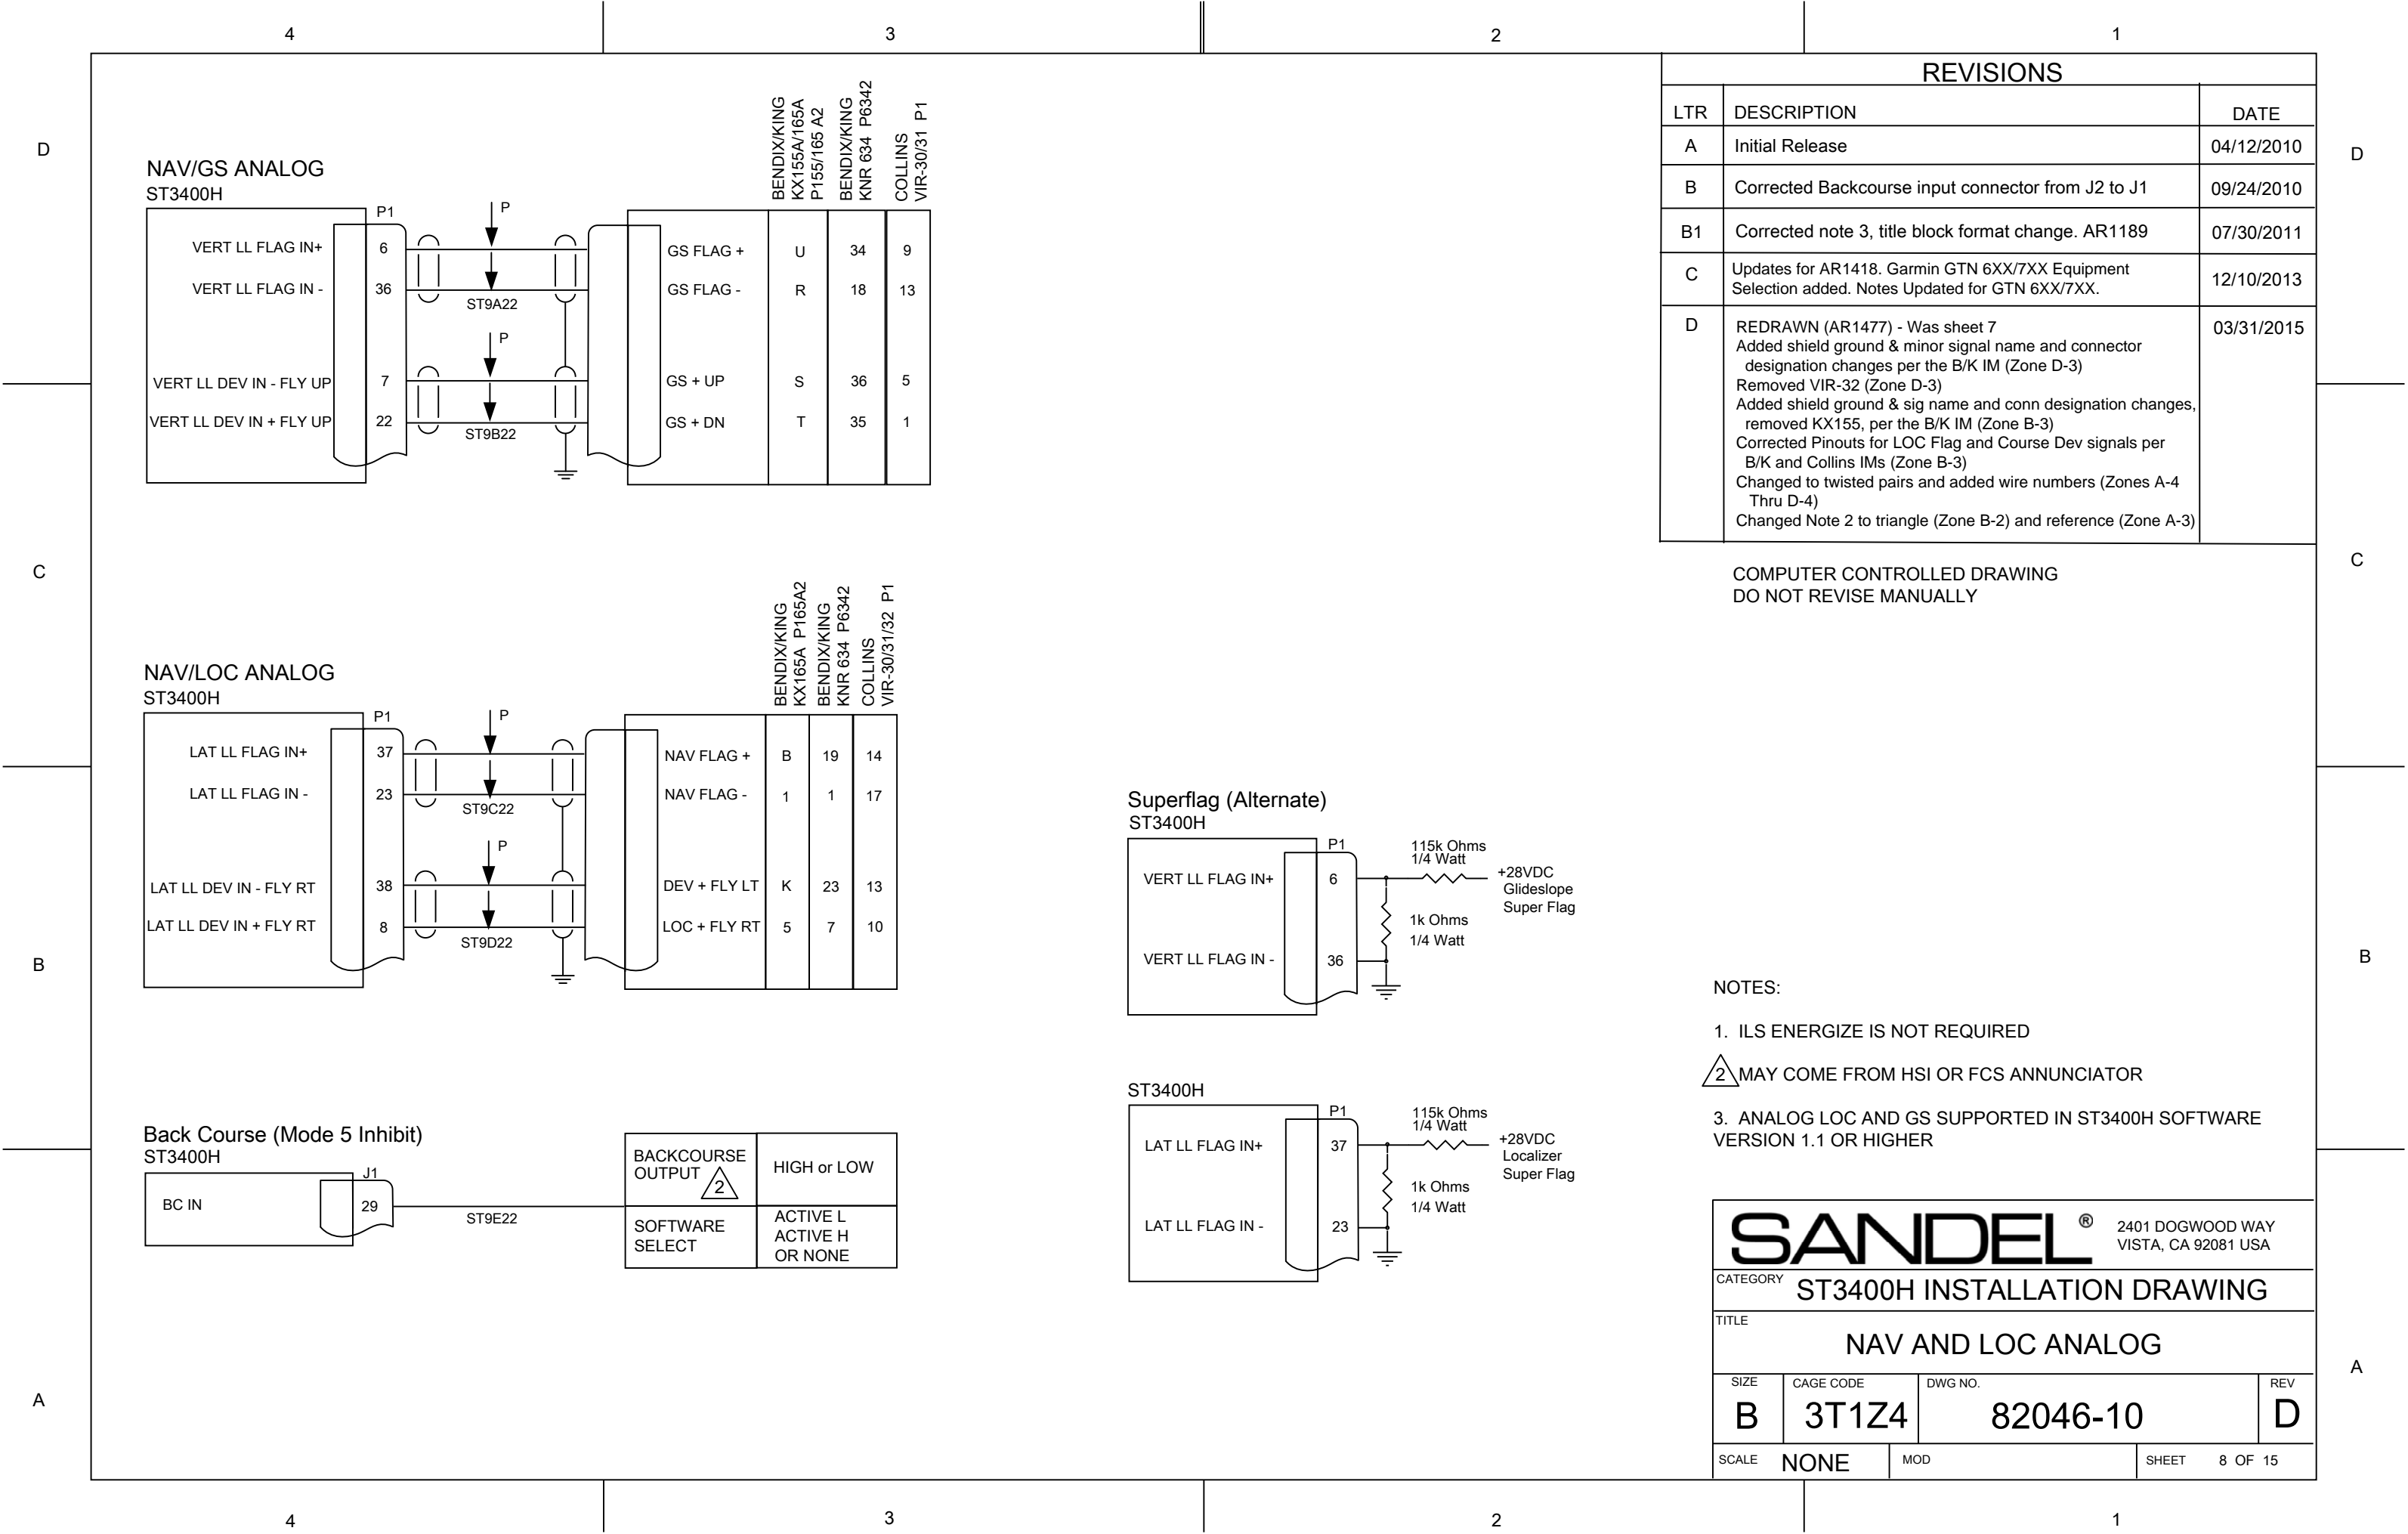 4 3 2 1
D
C
B
A
D
C
B
A
NAV/GS ANALOG
ST3400H
P1
VERT LL FLAG IN+ 6
VERT LL FLAG IN - 36
VERT LL DEV IN - FLY UP 7
VERT LL DEV IN + FLY UP 22
P
ST9A22
P
ST9B22
BENDIX/KING
KX155A/165A
P155/165 A2
BENDIX/KING
KNR 634 P6342
COLLINS
VIR-30/31 P1
GS FLAG + U 34 9
GS FLAG - R 18 13
GS + UP S 36 5
GS + DN T 35 1
NAV/LOC ANALOG
ST3400H
P1
LAT LL FLAG IN+ 37
LAT LL FLAG IN - 23
LAT LL DEV IN - FLY RT 38
LAT LL DEV IN + FLY RT 8
P
ST9C22
P
ST9D22
BENDIX/KING
KX165A P165A2
BENDIX/KING
KNR 634 P6342
COLLINS
VIR-30/31/32 P1
NAV FLAG + B 19 14
NAV FLAG - 1 1 17
DEV + FLY LT K 23 13
LOC + FLY RT 5 7 10
Back Course (Mode 5 Inhibit)
ST3400H
J1
BC IN 29
ST9E22
BACKCOURSE
OUTPUT 2
HIGH or LOW
SOFTWARE
SELECT
ACTIVE L
ACTIVE H
OR NONE
Superflag (Alternate)
ST3400H
P1
VERT LL FLAG IN+ 6
VERT LL FLAG IN - 36
115k Ohms
1/4 Watt
+28VDC
Glideslope
Super Flag
1k Ohms
1/4 Watt
ST3400H
P1
LAT LL FLAG IN+ 37
LAT LL FLAG IN - 23
115k Ohms
1/4 Watt
+28VDC
Localizer
Super Flag
1k Ohms
1/4 Watt
REVISIONS
LTR DESCRIPTION DATE
A Initial Release 04/12/2010
B Corrected Backcourse input connector from J2 to J1 09/24/2010
B1 Corrected note 3, title block format change. AR1189 07/30/2011
C Updates for AR1418. Garmin GTN 6XX/7XX Equipment
Selection added. Notes Updated for GTN 6XX/7XX. 12/10/2013
D REDRAWN (AR1477) - Was sheet 7 03/31/2015
Added shield ground & minor signal name and connector
designation changes per the B/K IM (Zone D-3)
Removed VIR-32 (Zone D-3)
Added shield ground & sig name and conn designation changes,
removed KX155, per the B/K IM (Zone B-3)
Corrected Pinouts for LOC Flag and Course Dev signals per
B/K and Collins IMs (Zone B-3)
Changed to twisted pairs and added wire numbers (Zones A-4
Thru D-4)
Changed Note 2 to triangle (Zone B-2) and reference (Zone A-3)
COMPUTER CONTROLLED DRAWING
DO NOT REVISE MANUALLY
NOTES:
1. ILS ENERGIZE IS NOT REQUIRED
2 MAY COME FROM HSI OR FCS ANNUNCIATOR
3. ANALOG LOC AND GS SUPPORTED IN ST3400H SOFTWARE
VERSION 1.1 OR HIGHER
SANDEL®
2401 DOGWOOD WAY
VISTA, CA 92081 USA
CATEGORY
ST3400H INSTALLATION DRAWING
TITLE
NAV AND LOC ANALOG
SIZE
B
CAGE CODE
3T1Z4
DWG NO.
82046-10
REV
D
SCALE NONE
MOD
SHEET 8 OF 15
4 3 2 1